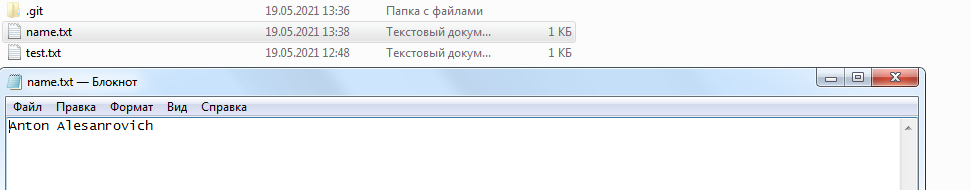 .git 19.05.2021 13:36 Папка с файлами
name.txt 19.05.2021 13:38 Текстовый докум... 1 КБ
test.txt 19.05.2021 12:48 Текстовый докум... 1 КБ
name.txt — Блокнот
Файл Правка Формат Вид Справка
Anton Alesanrovich